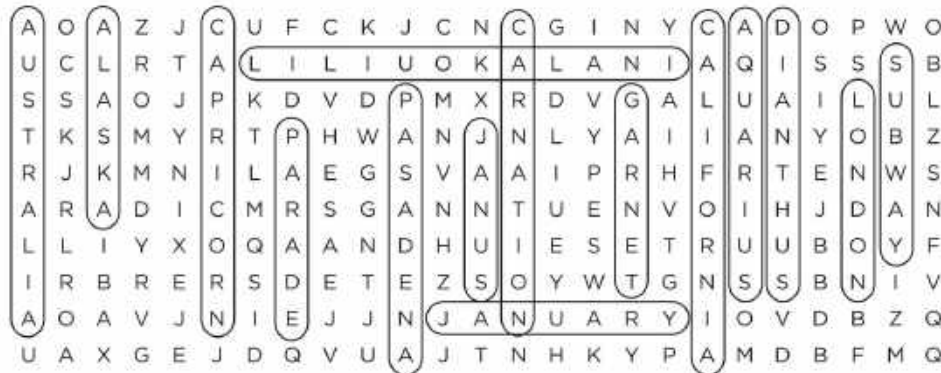 A O A Z J C U F C K J C N C G I N Y C A D O P W O
U C L R T A L I L I U O K A L A N I A Q I S S S B
S S A O J P K D V D P M X R D V G A L U A I L U L
T K S M Y R T P H W A N J N L Y A I I A N Y O B Z
R J K M N I L A E G S V A A I P R H F R T E N W S
A R A D I C M R S G A N N T U E N V O I H J D A N
L L I Y X O Q A A N D H U I E S E T R U U B O Y F
I R B R E R S D E T E Z S O Y W T G N S S B N I V
A O A V J N I E J J N J A N U A R Y I O V D B Z Q
U A X G E J D Q V U A J T N H K Y P A M D B F M Q